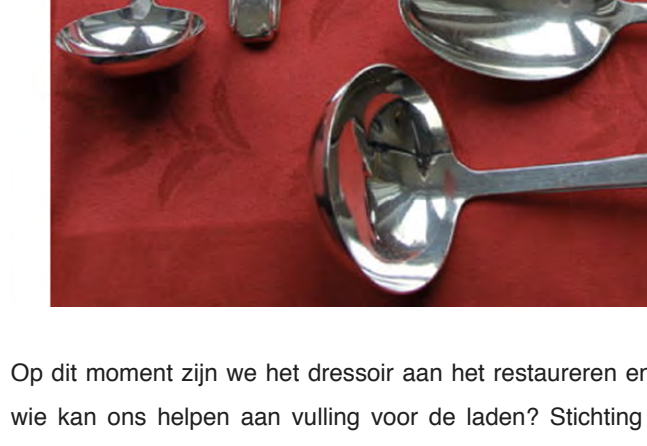 Op dit moment zijn we het dressoir aan het restaureren en
wie kan ons helpen aan vulling voor de laden? Stichting